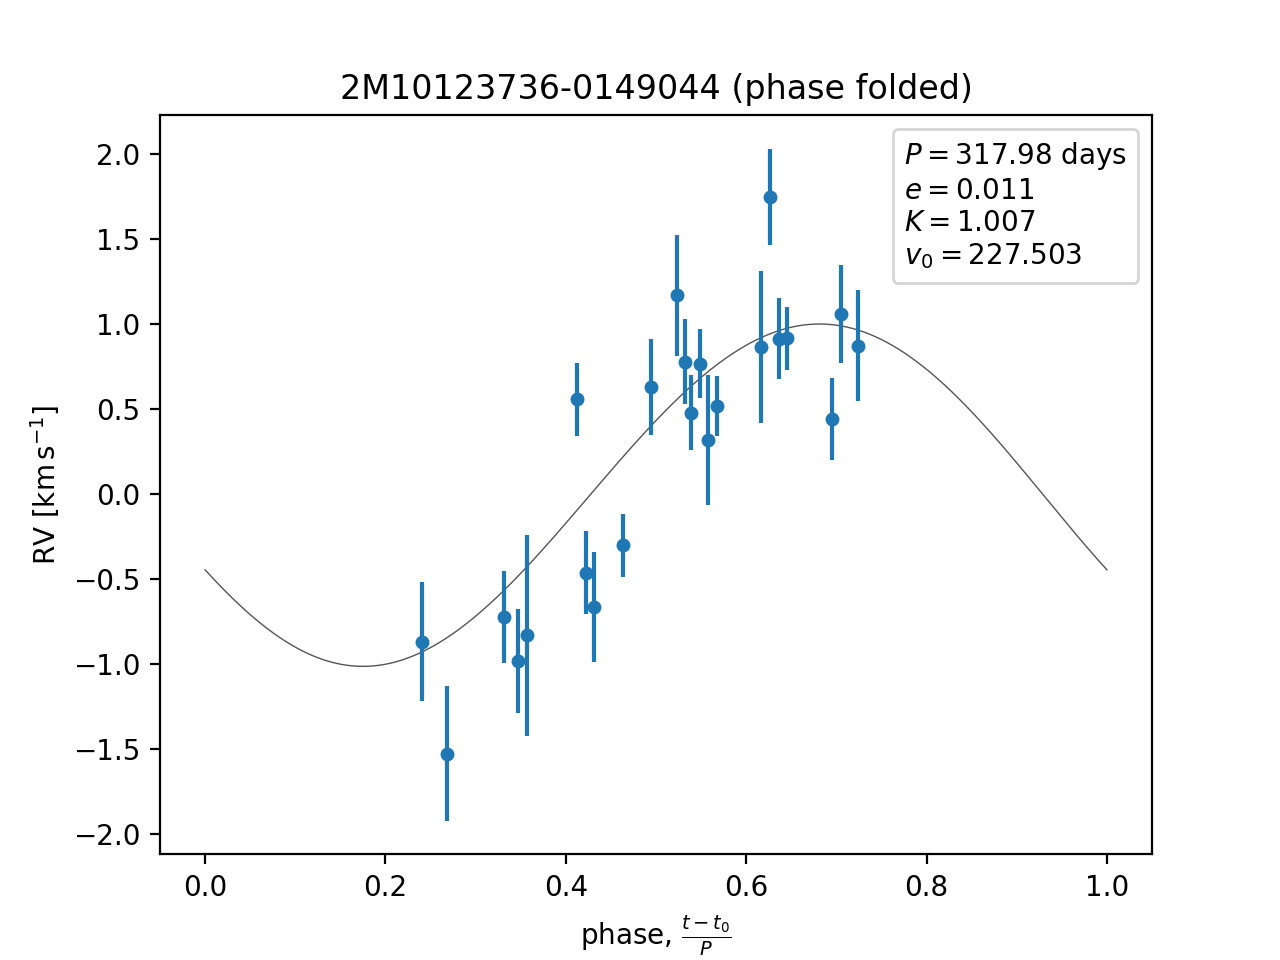 2M10123736-0149044 (phase folded)
P = 317.98 days
e = 0.011
K = 1.007
v₀ = 227.503
RV [km s⁻¹]
2.0
1.5
1.0
0.5
0.0
−0.5
−1.0
−1.5
−2.0
0.0 0.2 0.4 0.6 0.8 1.0
phase, (t − t₀)/P